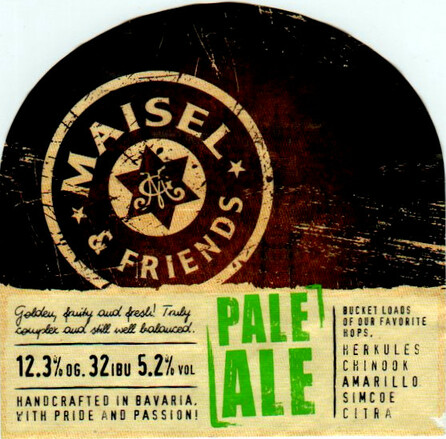 MAISEL
& FRIENDS
Golden, fruity and fresh! Truly
complex and still well balanced.
12.3% OG. 32 IBU 5.2% VOL
HANDCRAFTED IN BAVARIA.
WITH PRIDE AND PASSION!
PALE
ALE
BUCKET LOADS
OF OUR FAVORITE
HOPS.
HERKULES
CHINOOK
AMARILLO
SIMCOE
CITRA